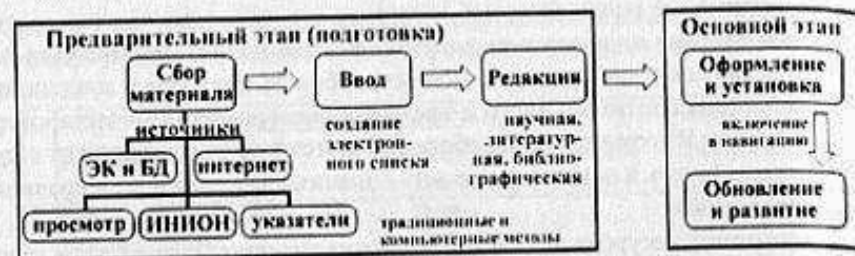 Предварительный этап (подготовка)
Сбор
материала
Ввод
Редакции
источники
создание
электрон-
ного списка
научная,
литератур-
ная, библио-
графическая
ЭК и БД
интернет
просмотр
ИНИОН
указатели
традиционные и
компьютерные методы
Основной этап
Оформление
и установка
включение
в навигацию
Обновление
и развитие